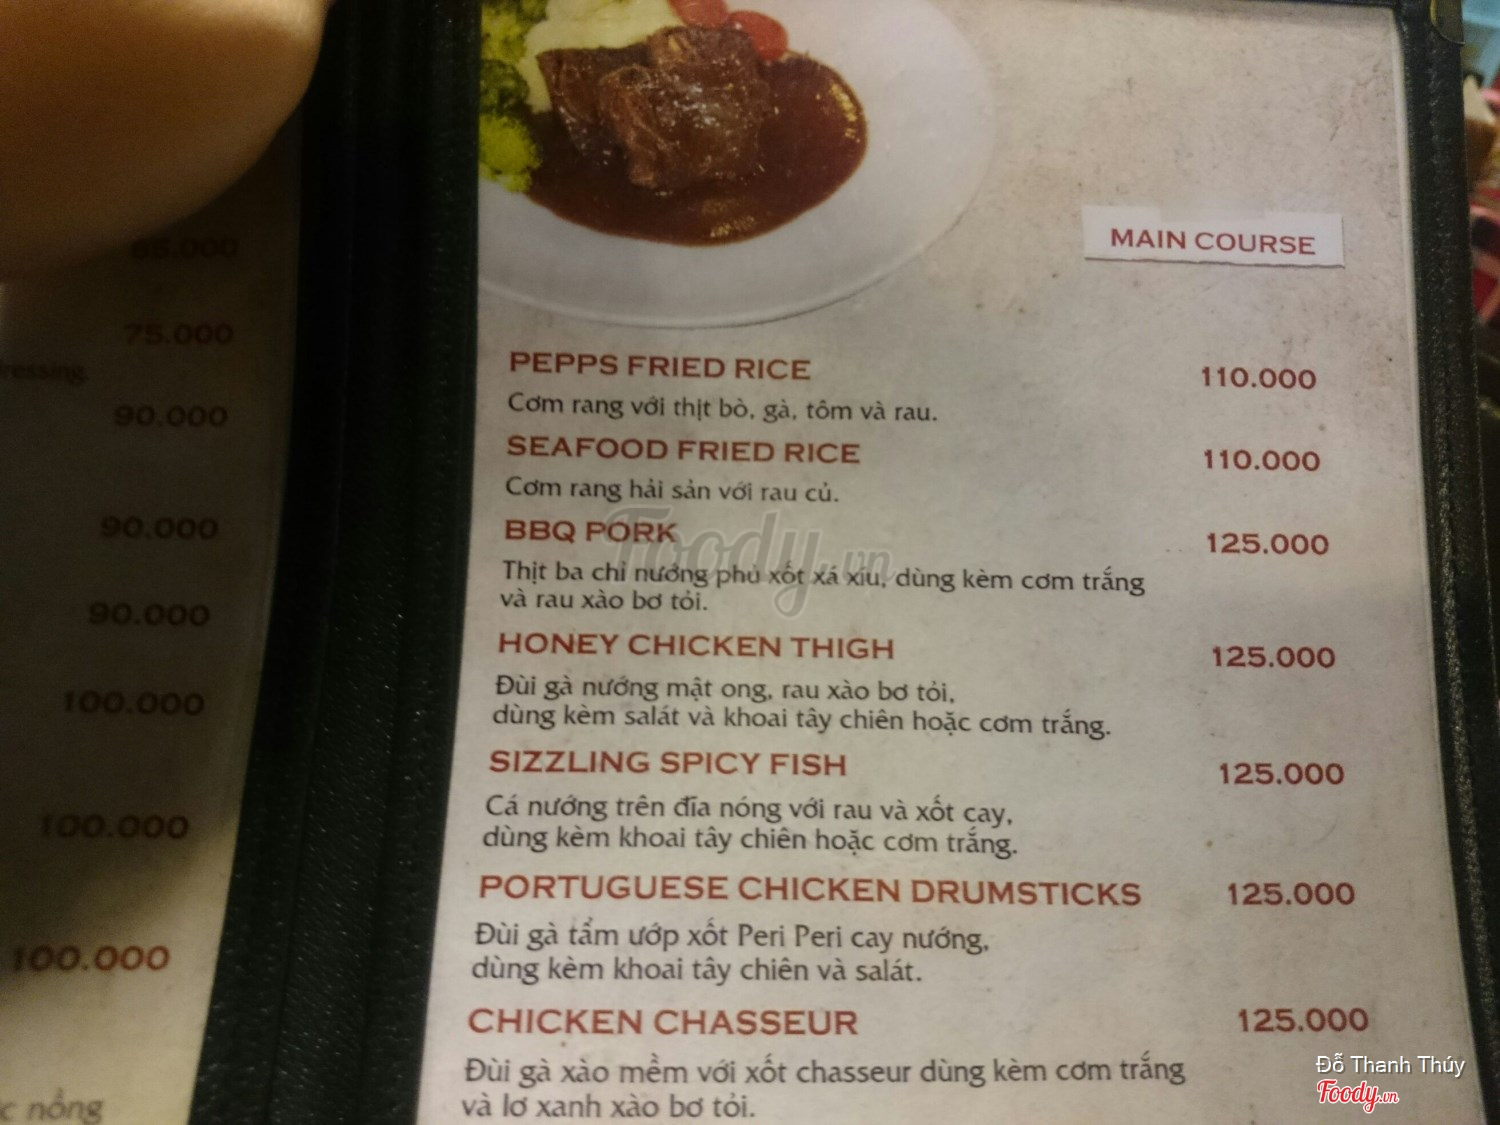 65.000
75.000
ressing.
90.000
90.000
90.000
100.000
100.000
100.000
nồng
MAIN COURSE
PEPPS FRIED RICE 110.000
Cơm rang với thịt bò, gà, tôm và rau.
SEAFOOD FRIED RICE 110.000
Cơm rang hải sản với rau củ.
BBQ PORK 125.000
Thịt ba chỉ nướng phủ xốt xá xíu, dùng kèm cơm trắng
và rau xào bơ tỏi.
HONEY CHICKEN THIGH 125.000
Đùi gà nướng mật ong, rau xào bơ tỏi,
dùng kèm salát và khoai tây chiên hoặc cơm trắng.
SIZZLING SPICY FISH 125.000
Cá nướng trên đĩa nóng với rau và xốt cay,
dùng kèm khoai tây chiên hoặc cơm trắng.
PORTUGUESE CHICKEN DRUMSTICKS 125.000
Đùi gà tẩm ướp xốt Peri Peri cay nướng,
dùng kèm khoai tây chiên và salát.
CHICKEN CHASSEUR 125.000
Đùi gà xào mềm với xốt chasseur dùng kèm cơm trắng
và lơ xanh xào bơ tỏi.
Foody.vn
Đỗ Thanh Thúy
Foody.vn